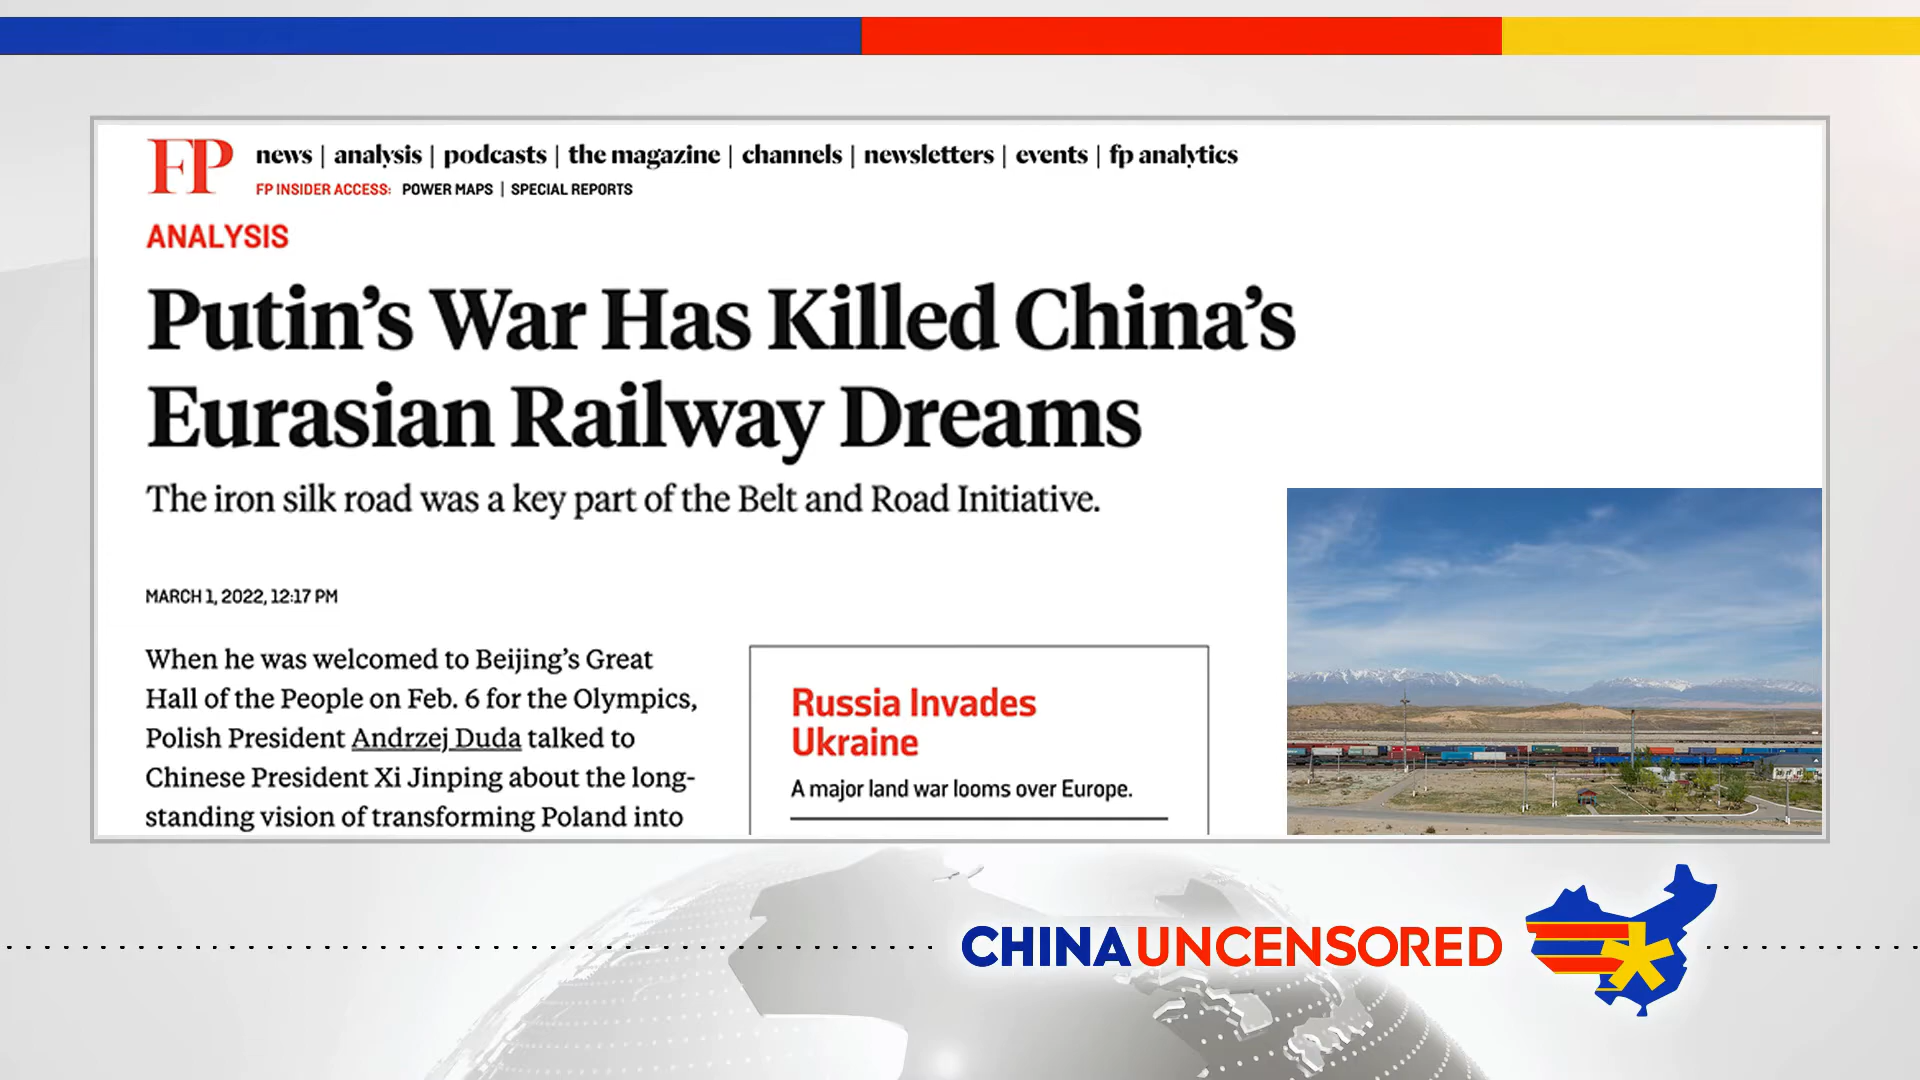 FP
news | analysis | podcasts | the magazine | channels | newsletters | events | fp analytics
FP INSIDER ACCESS: POWER MAPS | SPECIAL REPORTS
ANALYSIS
Putin’s War Has Killed China’s
Eurasian Railway Dreams
The iron silk road was a key part of the Belt and Road Initiative.
MARCH 1, 2022, 12:17 PM
When he was welcomed to Beijing’s Great
Hall of the People on Feb. 6 for the Olympics,
Polish President Andrzej Duda talked to
Chinese President Xi Jinping about the long-
standing vision of transforming Poland into
Russia Invades
Ukraine
A major land war looms over Europe.
CHINA UNCENSORED